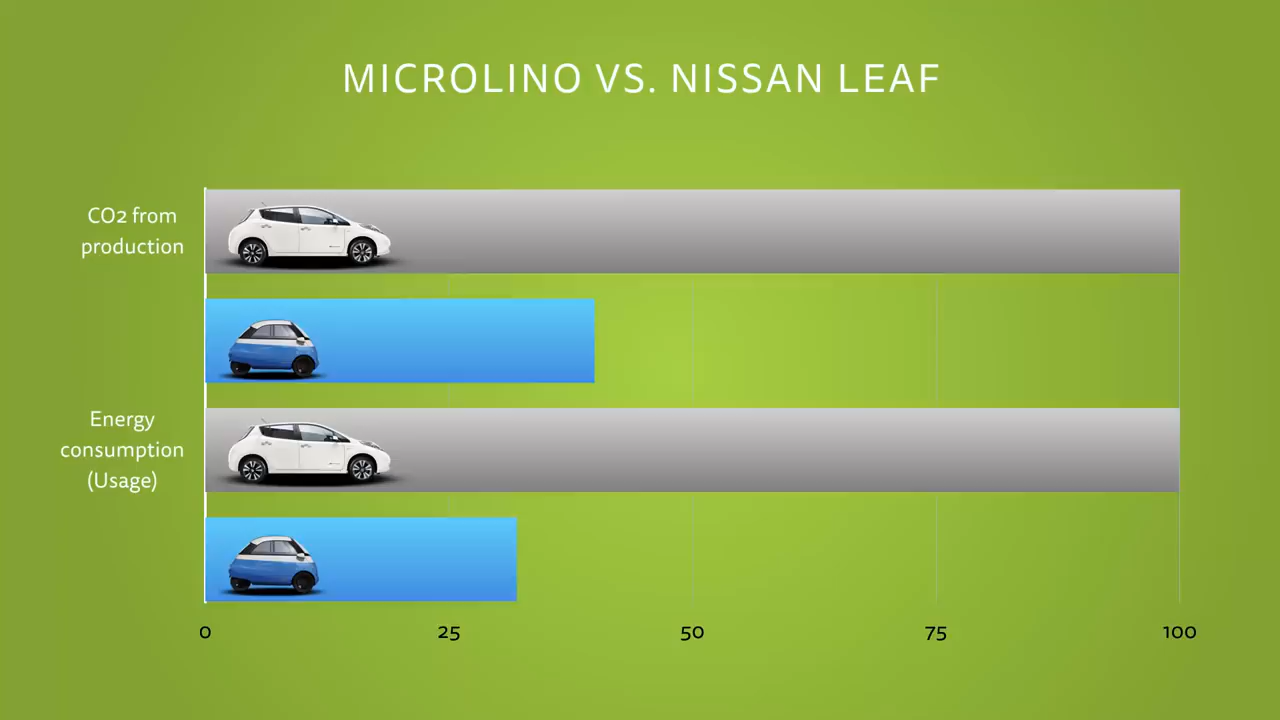 MICROLINO VS. NISSAN LEAF
CO2 from
production
Energy
consumption
(Usage)
0 25 50 75 100